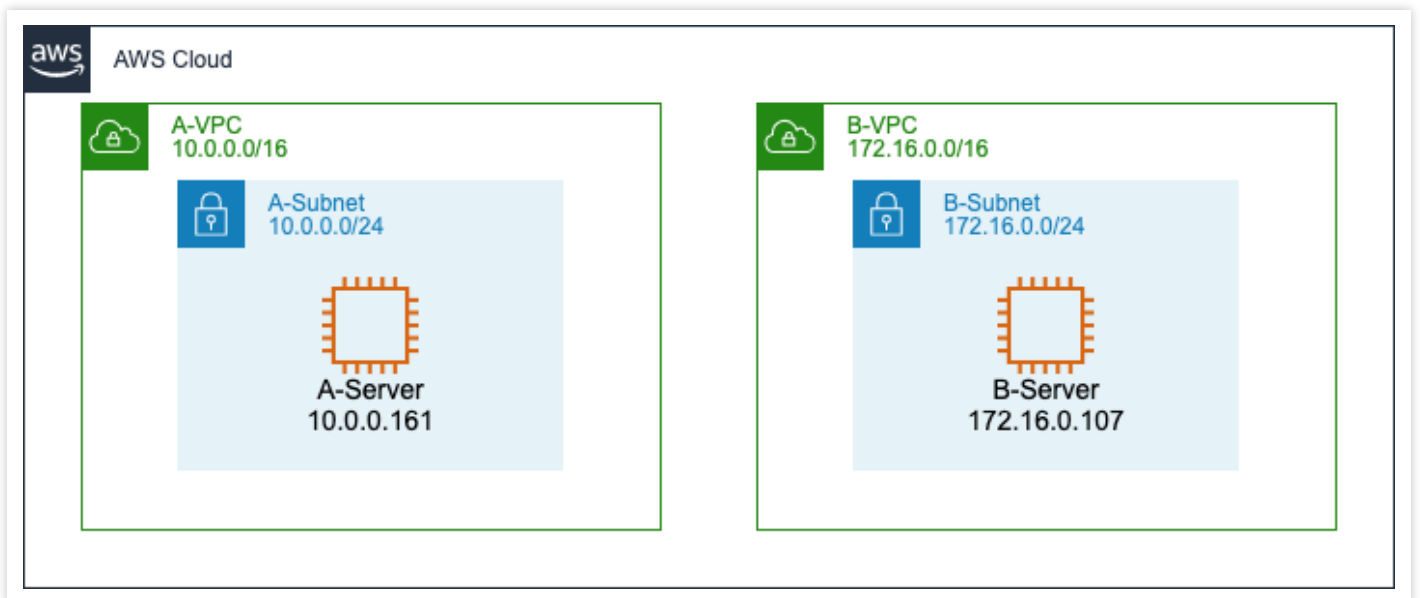 aws
AWS Cloud
A-VPC
10.0.0.0/16
A-Subnet
10.0.0.0/24
A-Server
10.0.0.161
B-VPC
172.16.0.0/16
B-Subnet
172.16.0.0/24
B-Server
172.16.0.107